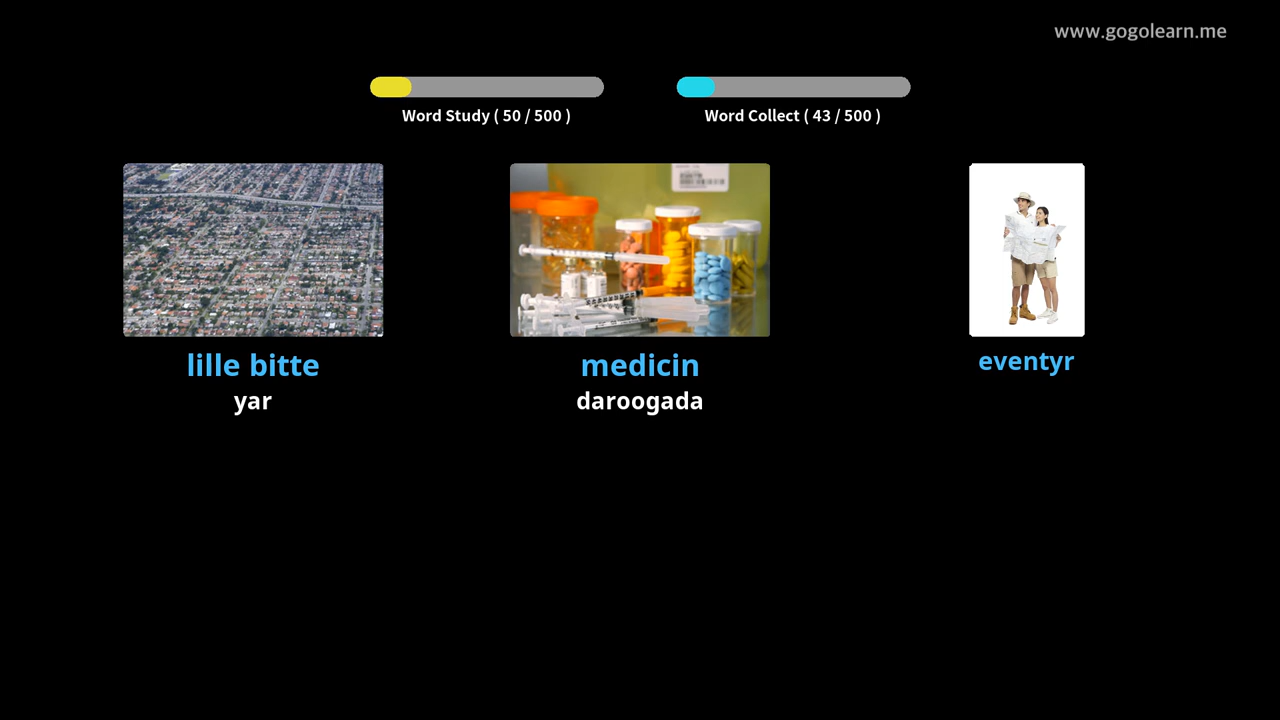 www.gogolearn.me
Word Study ( 50 / 500 )
Word Collect ( 43 / 500 )
lille bitte
yar
medicin
daroogada
eventyr